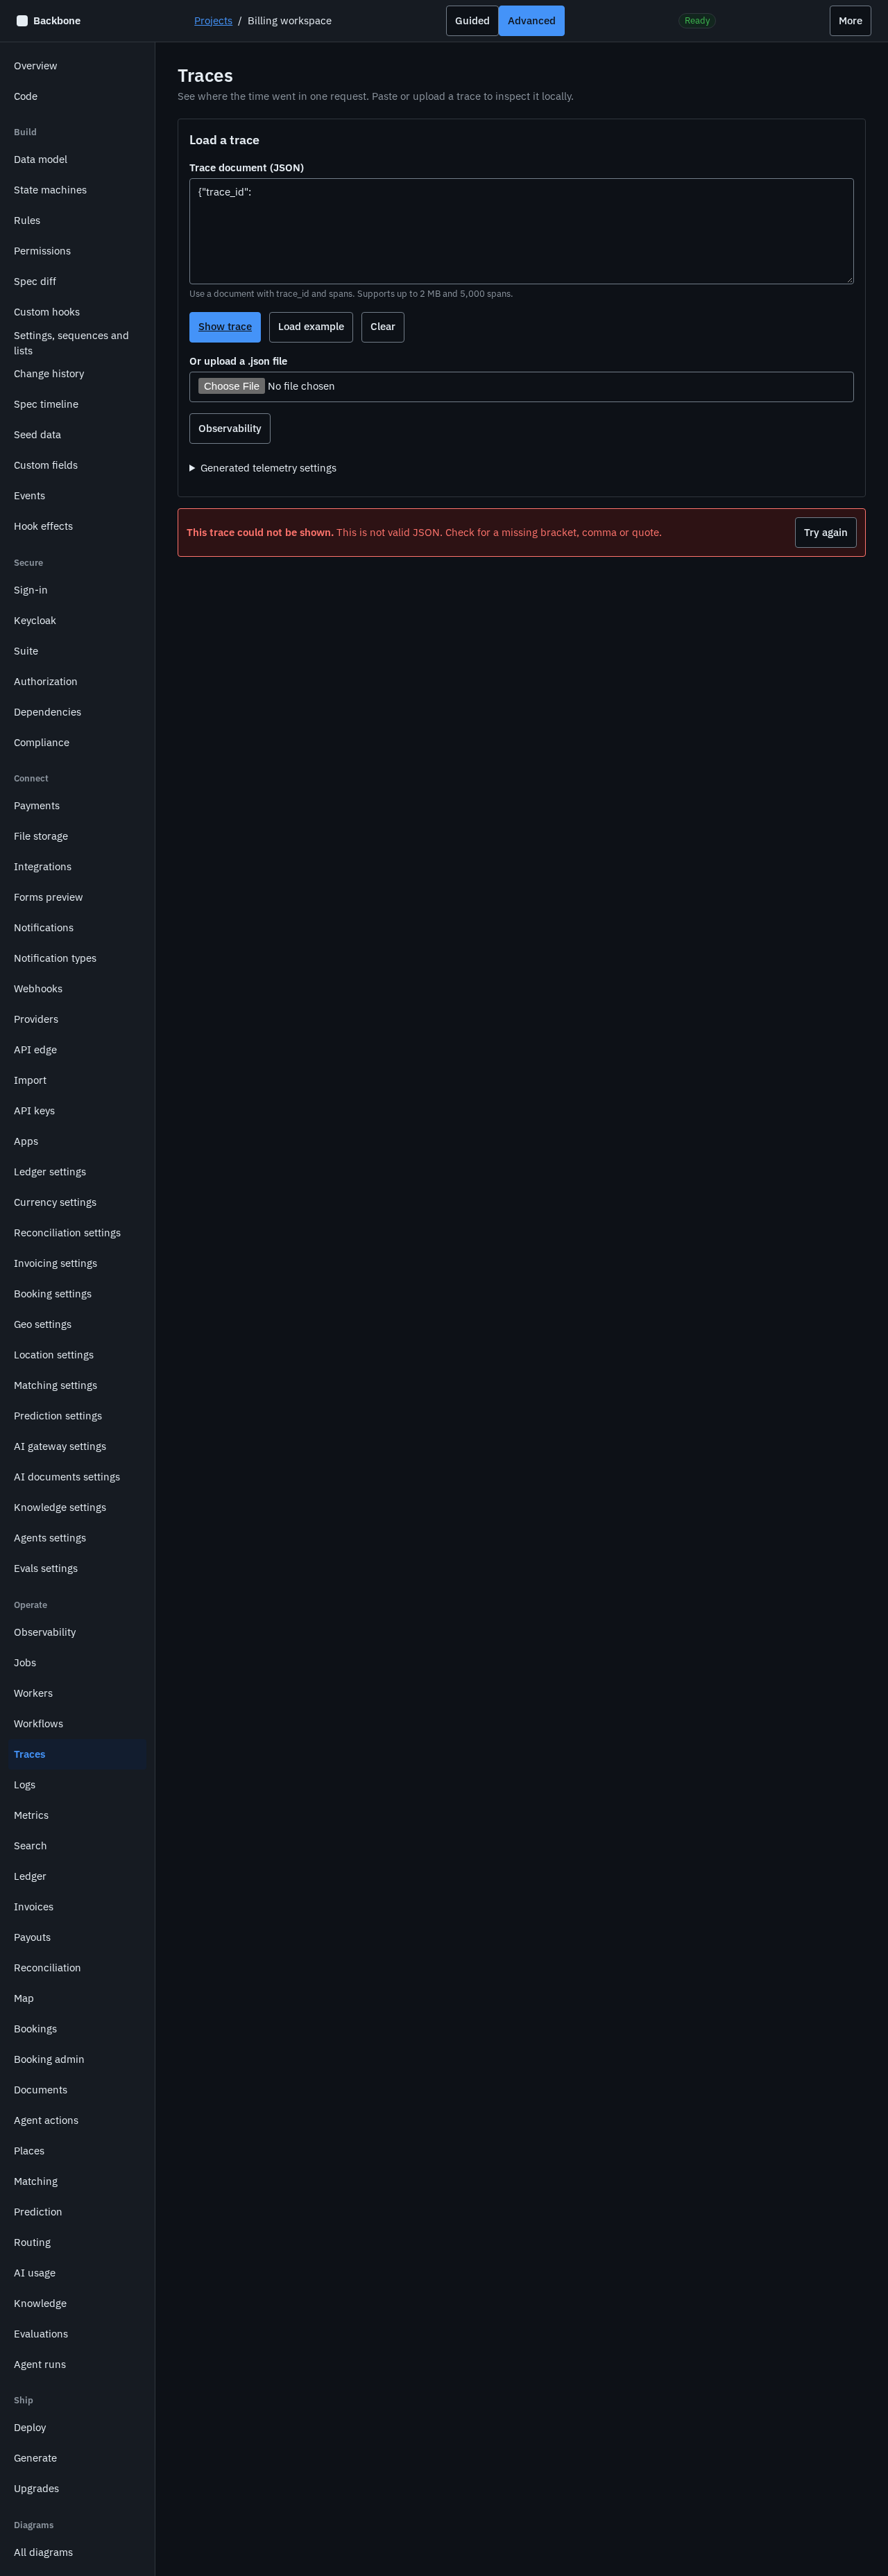 Backbone
Projects / Billing workspace
Guided
Advanced
Ready
More
Overview
Code
Build
Data model
State machines
Rules
Permissions
Spec diff
Custom hooks
Settings, sequences and
lists
Change history
Spec timeline
Seed data
Custom fields
Events
Hook effects
Secure
Sign-in
Keycloak
Suite
Authorization
Dependencies
Compliance
Connect
Payments
File storage
Integrations
Forms preview
Notifications
Notification types
Webhooks
Providers
API edge
Import
API keys
Apps
Ledger settings
Currency settings
Reconciliation settings
Invoicing settings
Booking settings
Geo settings
Location settings
Matching settings
Prediction settings
AI gateway settings
AI documents settings
Knowledge settings
Agents settings
Evals settings
Operate
Observability
Jobs
Workers
Workflows
Traces
Logs
Metrics
Search
Ledger
Invoices
Payouts
Reconciliation
Map
Bookings
Booking admin
Documents
Agent actions
Places
Matching
Prediction
Routing
AI usage
Knowledge
Evaluations
Agent runs
Ship
Deploy
Generate
Upgrades
Diagrams
All diagrams
Traces
See where the time went in one request. Paste or upload a trace to inspect it locally.
Load a trace
Trace document (JSON)
{"trace_id":
Use a document with trace_id and spans. Supports up to 2 MB and 5,000 spans.
Show trace
Load example
Clear
Or upload a .json file
Choose File No file chosen
Observability
Generated telemetry settings
This trace could not be shown. This is not valid JSON. Check for a missing bracket, comma or quote.
Try again